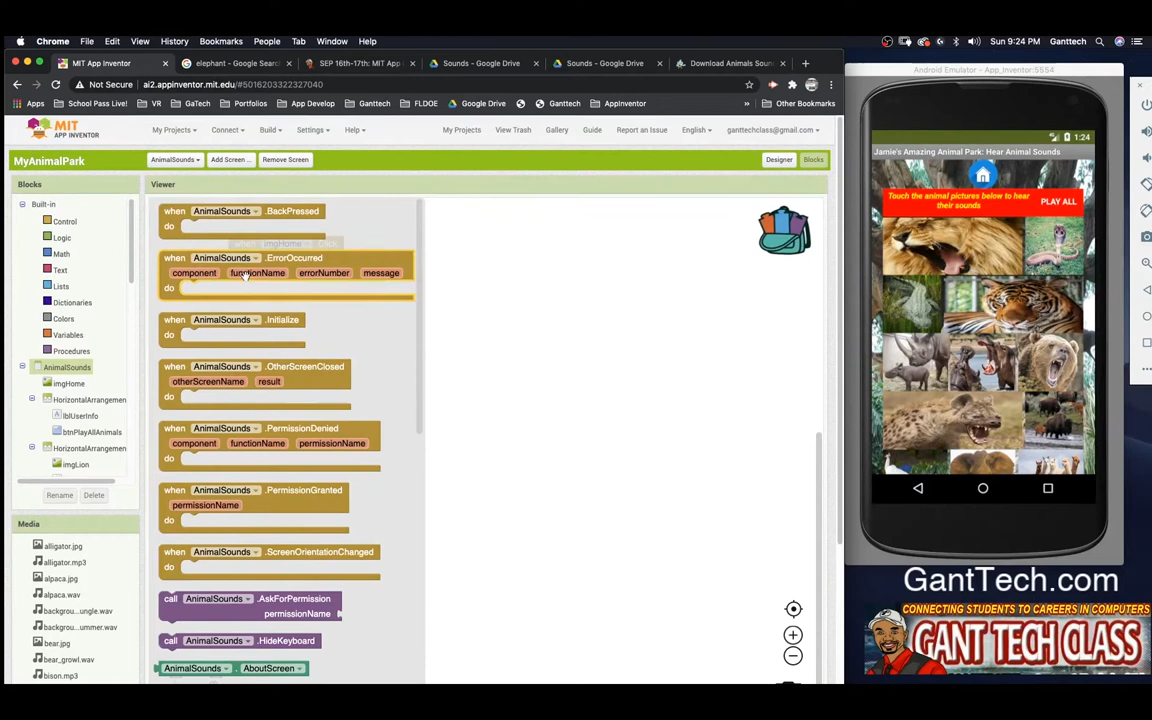 Chrome File Edit View History Bookmarks People Tab Window Help
Sun 9:24 PM Ganttech
MIT App Inventor
elephant - Google Sear
SEP 16th-17th: MIT App I
Sounds - Google Drive
Sounds - Google Drive
Download Animals Soun
Not Secure ai2.appinventor.mit.edu/#5016203322327040
Apps School Pass Live! VR GaTech Portfolios App Develop Ganttech FLDOE Google Drive Ganttech AppInventor Other Bookmarks
MIT APP INVENTOR
My Projects Connect Build Settings Help My Projects View Trash Gallery Guide Report an Issue English ganttechclass@gmail.com
MyAnimalPark
AnimalSounds Add Screen ... Remove Screen Designer Blocks
Blocks
Built-in
Control
Logic
Math
Text
Lists
Dictionaries
Colors
Variables
Procedures
AnimalSounds
imgHome
HorizontalArrangemen
lblUserInfo
btnPlayAllAnimals
HorizontalArrangemen
imgLion
Rename Delete
Media
alligator.jpg
alligator.mp3
alpaca.jpg
alpaca.wav
backgrou...ungle.wav
backgrou...ummer.wav
bear.jpg
bear_growl.wav
bison.mp3
Viewer
when AnimalSounds .BackPressed
do
when imgHome .Click
when AnimalSounds .ErrorOccurred
component functionName errorNumber message
do
when AnimalSounds .Initialize
do
when AnimalSounds .OtherScreenClosed
otherScreenName result
do
when AnimalSounds .PermissionDenied
component functionName permissionName
do
when AnimalSounds .PermissionGranted
permissionName
do
when AnimalSounds .ScreenOrientationChanged
do
call AnimalSounds .AskForPermission
permissionName
call AnimalSounds .HideKeyboard
AnimalSounds . AboutScreen
Android Emulator - App_Inventor:5554
1:24
Jamie's Amazing Animal Park: Hear Animal Sounds
Touch the animal pictures below to hear
their sounds
PLAY ALL
GantTech.com
CONNECTING STUDENTS TO CAREERS IN COMPUTERS
GANT TECH CLASS